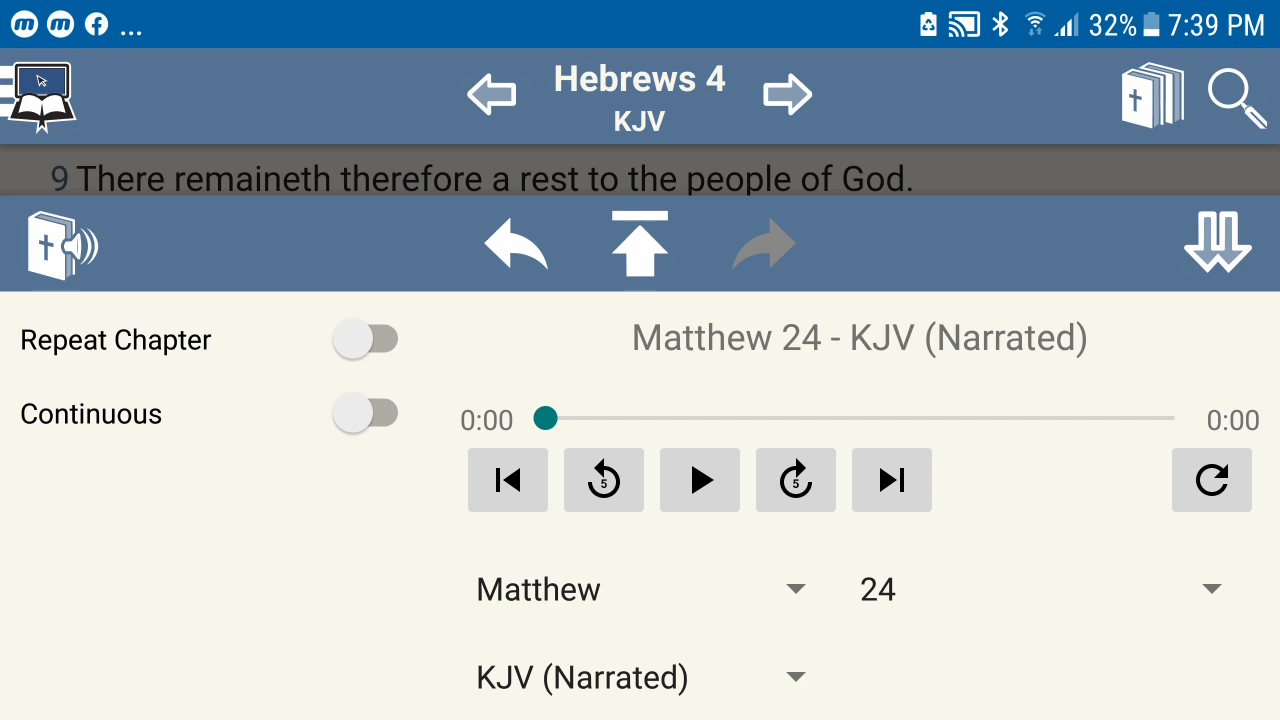 ... 32% 7:39 PM
Hebrews 4
KJV
9 There remaineth therefore a rest to the people of God.
Repeat Chapter
Matthew 24 - KJV (Narrated)
Continuous
0:00 0:00
5 5
Matthew 24
KJV (Narrated)